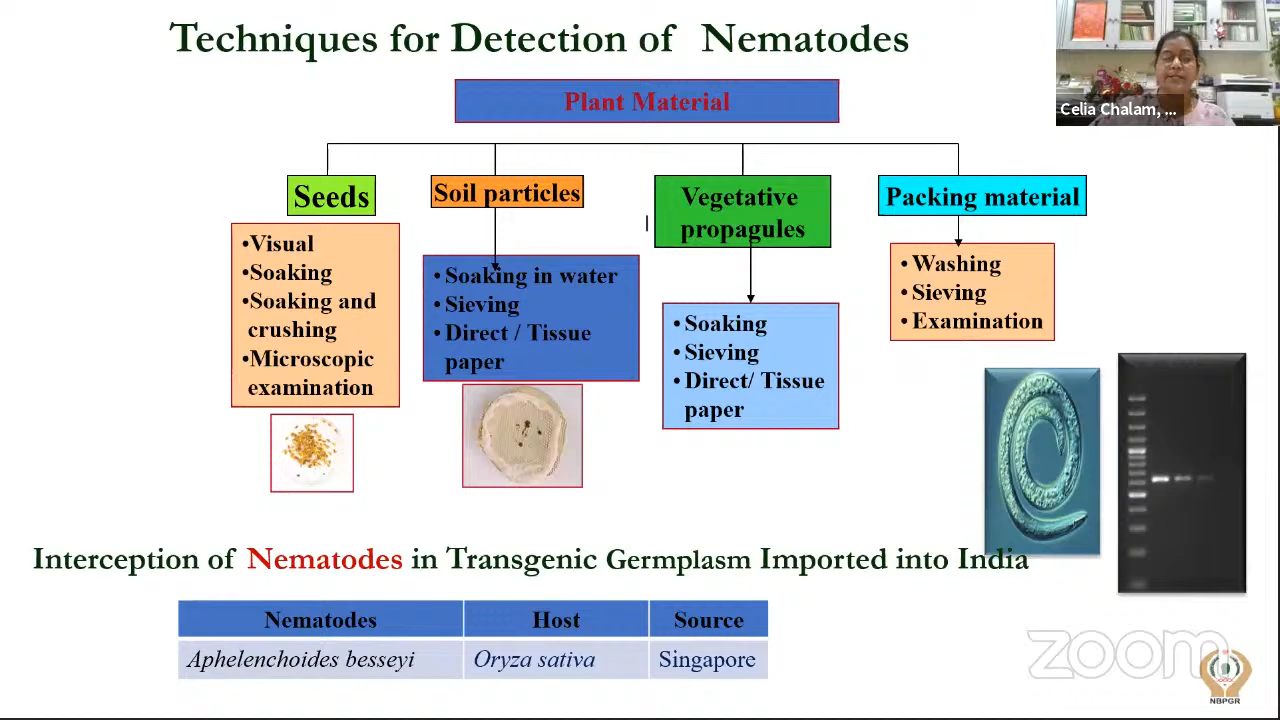 Techniques for Detection of Nematodes
Celia Chalam, ...
Plant Material
Seeds
•Visual
•Soaking
•Soaking and
crushing
•Microscopic
examination
Soil particles
•Soaking in water
•Sieving
•Direct / Tissue
paper
Vegetative
propagules
•Soaking
•Sieving
•Direct/ Tissue
paper
Packing material
•Washing
•Sieving
•Examination
Interception of Nematodes in Transgenic Germplasm Imported into India
Nematodes Host Source
Aphelenchoides besseyi Oryza sativa Singapore
zoom
NBPGR